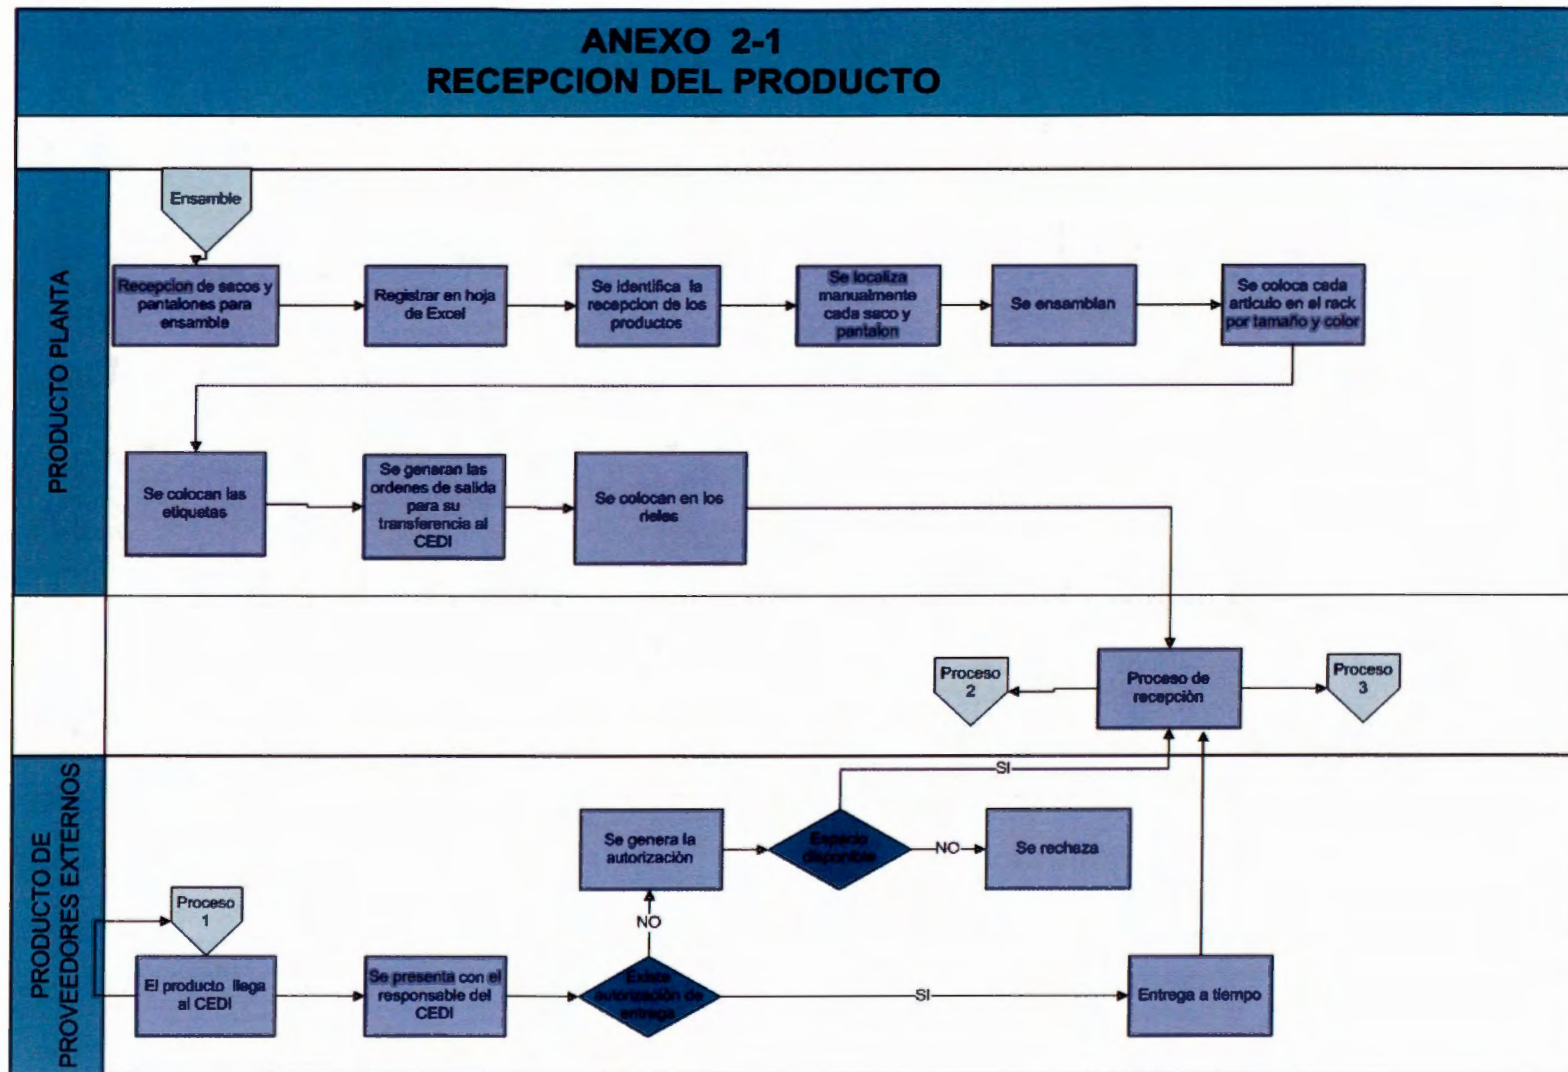 ANEXO 2-1
RECEPCION DEL PRODUCTO
PRODUCTO PLANTA
Ensamble
Recepcion de sacos y
pantalones para
ensamble
Registrar en hoja
de Excel
Se identifica la
recepcion de los
productos
Se localiza
manualmente
cada saco y
pantalon
Se ensamblan
Se coloca cada
articulo en el rack
por tamaño y color
Se colocan las
etiquetas
Se generan las
ordenes de salida
para su
transferencia al
CEDI
Se colocan en los
rieles
Proceso
2
Proceso de
recepción
Proceso
3
PRODUCTO DE
PROVEEDORES EXTERNOS
SI
Se genera la
autorización
Espacio
disponible
NO
Se rechaza
Proceso
1
NO
El producto llega
al CEDI
Se presenta con el
responsable del
CEDI
Existe
autorización de
entrega
SI
Entrega a tiempo